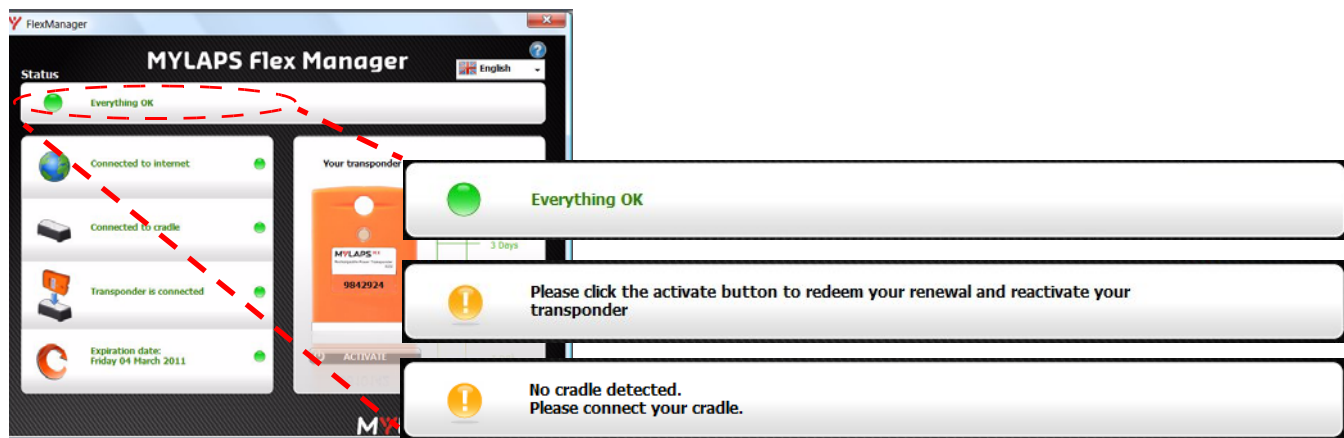 FlexManager
MYLAPS Flex Manager
Status
English
Everything OK
Connected to internet
Connected to cradle
Transponder is connected
Expiration date:
Friday 04 March 2011
Your transponder
MYLAPS
9842924
ACTIVATE
3 Days
Everything OK
Please click the activate button to redeem your renewal and reactivate your
transponder
No cradle detected.
Please connect your cradle.